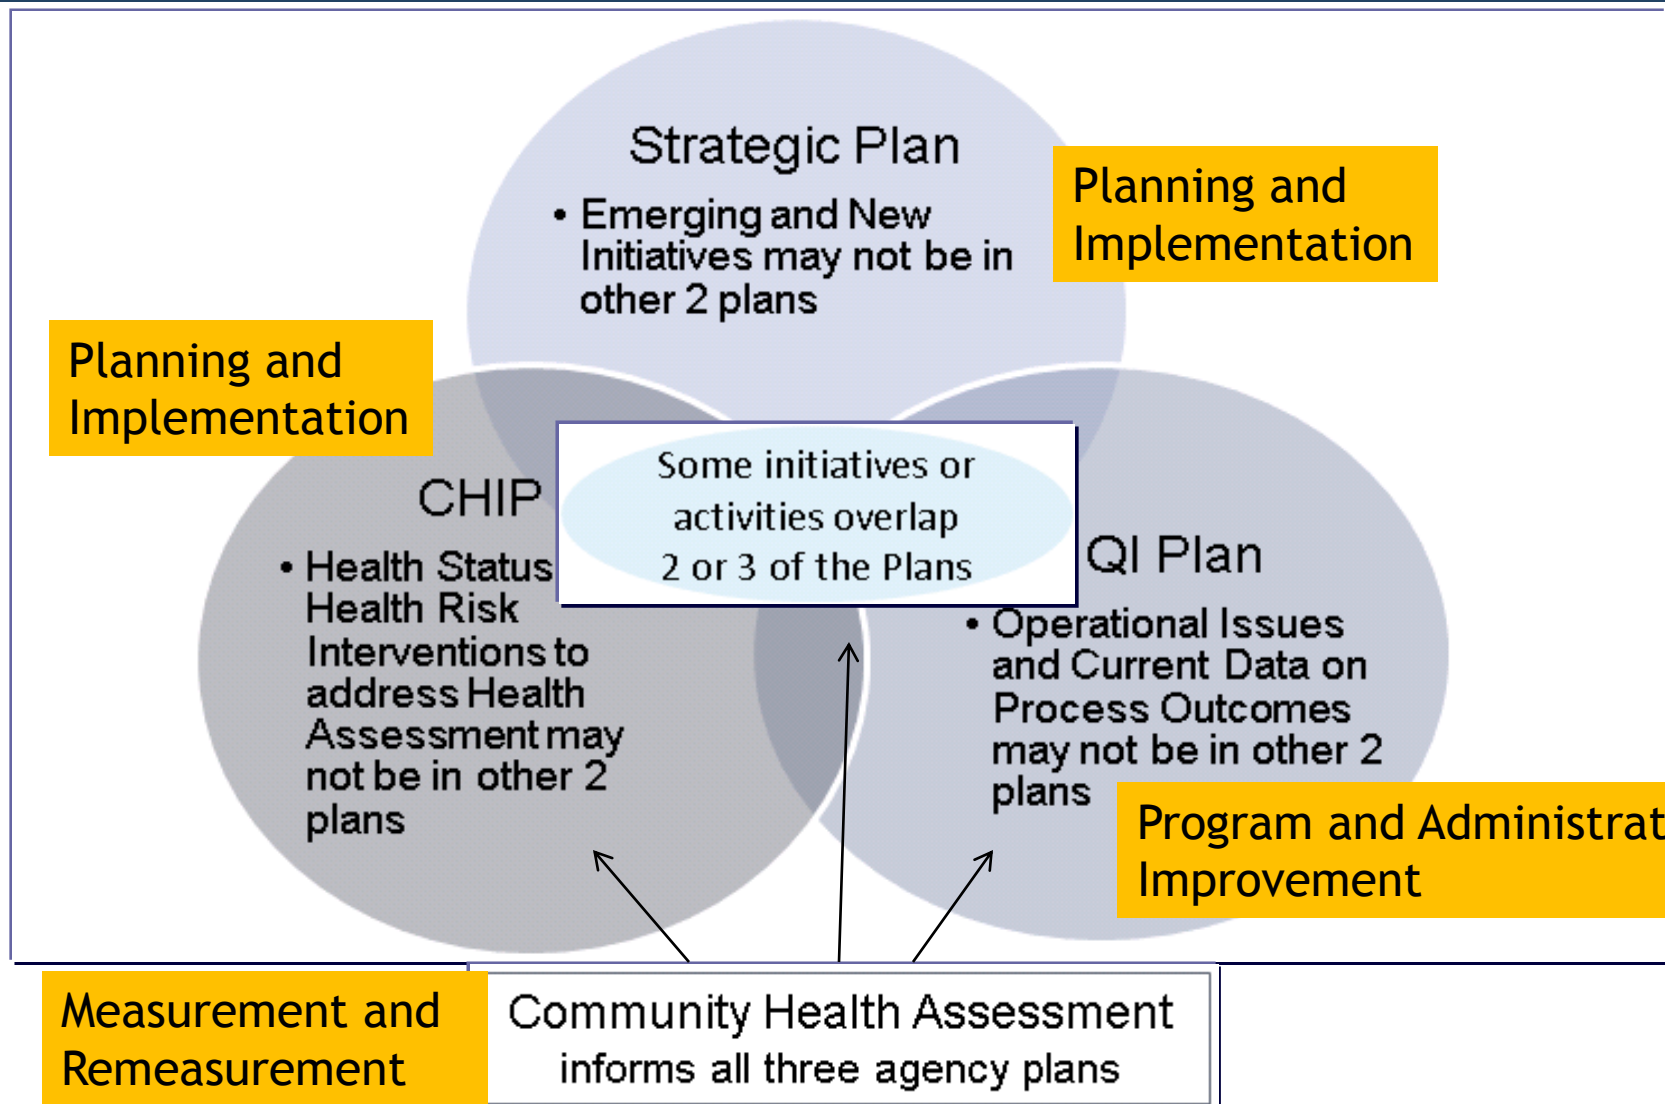 Strategic Plan
• Emerging and New
Initiatives may not be in
other 2 plans
Planning and
Implementation
Planning and
Implementation
CHIP
• Health Status
Health Risk
Interventions to
address Health
Assessment may
not be in other 2
plans
Some initiatives or
activities overlap
2 or 3 of the Plans
QI Plan
• Operational Issues
and Current Data on
Process Outcomes
may not be in other 2
plans
Program and Administrat
Improvement
Measurement and
Remeasurement
Community Health Assessment
informs all three agency plans